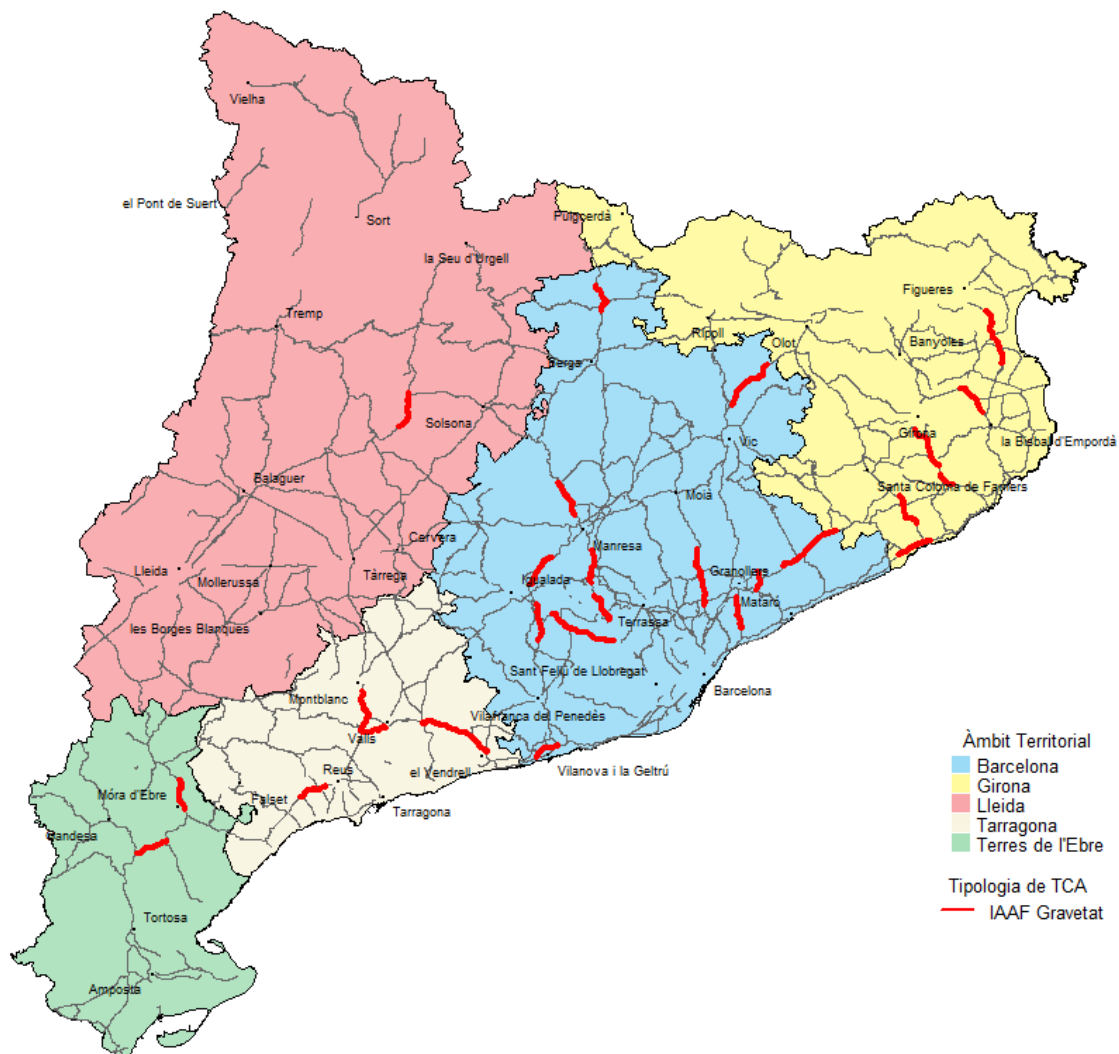 Vielha
el Pont de Suert
Sort
Puigcerdà
la Seu d'Urgell
Figueres
Tremp
Ripoll
Olot
Banyoles
Berga
Solsona
Girona
la Bisbal d'Empordà
Vic
Balaguer
Santa Coloma de Farners
Moià
Cervera
Manresa
Lleida
Mollerussa
Tàrrega
Igualada
Granollers
Mataró
les Borges Blanques
Terrassa
Sant Feliu de Llobregat
Montblanc
Barcelona
Vilafranca del Penedès
Valls
Àmbit Territorial
Barcelona
Girona
Lleida
Tarragona
Terres de l'Ebre
el Vendrell
Vilanova i la Geltrú
Reus
Móra d'Ebre
Falset
Tarragona
Gandesa
Tipologia de TCA
IAAF Gravetat
Tortosa
Amposta